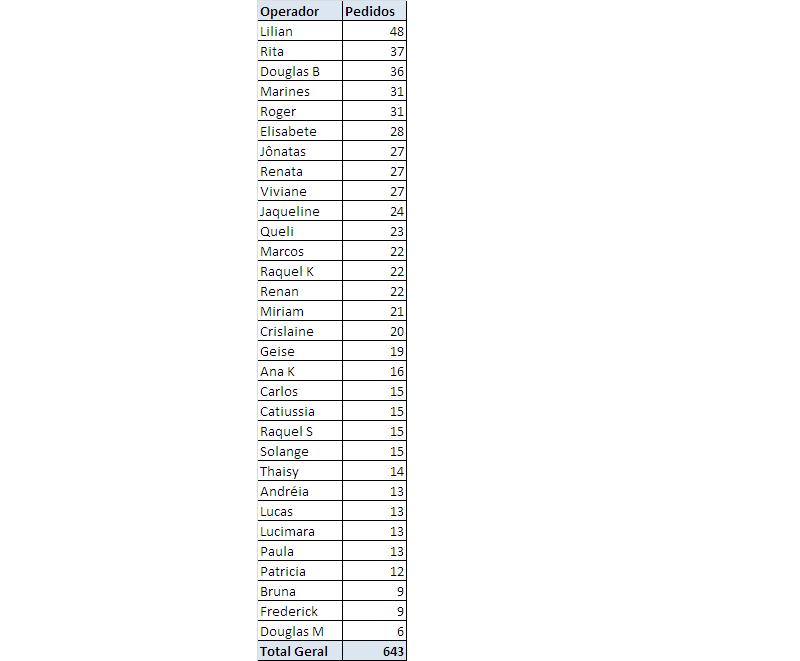 Operador Pedidos
Lilian 48
Rita 37
Douglas B 36
Marines 31
Roger 31
Elisabete 28
Jônatas 27
Renata 27
Viviane 27
Jaqueline 24
Queli 23
Marcos 22
Raquel K 22
Renan 22
Miriam 21
Crislaine 20
Geise 19
Ana K 16
Carlos 15
Catiussia 15
Raquel S 15
Solange 15
Thaisy 14
Andréia 13
Lucas 13
Lucimara 13
Paula 13
Patricia 12
Bruna 9
Frederick 9
Douglas M 6
Total Geral 643